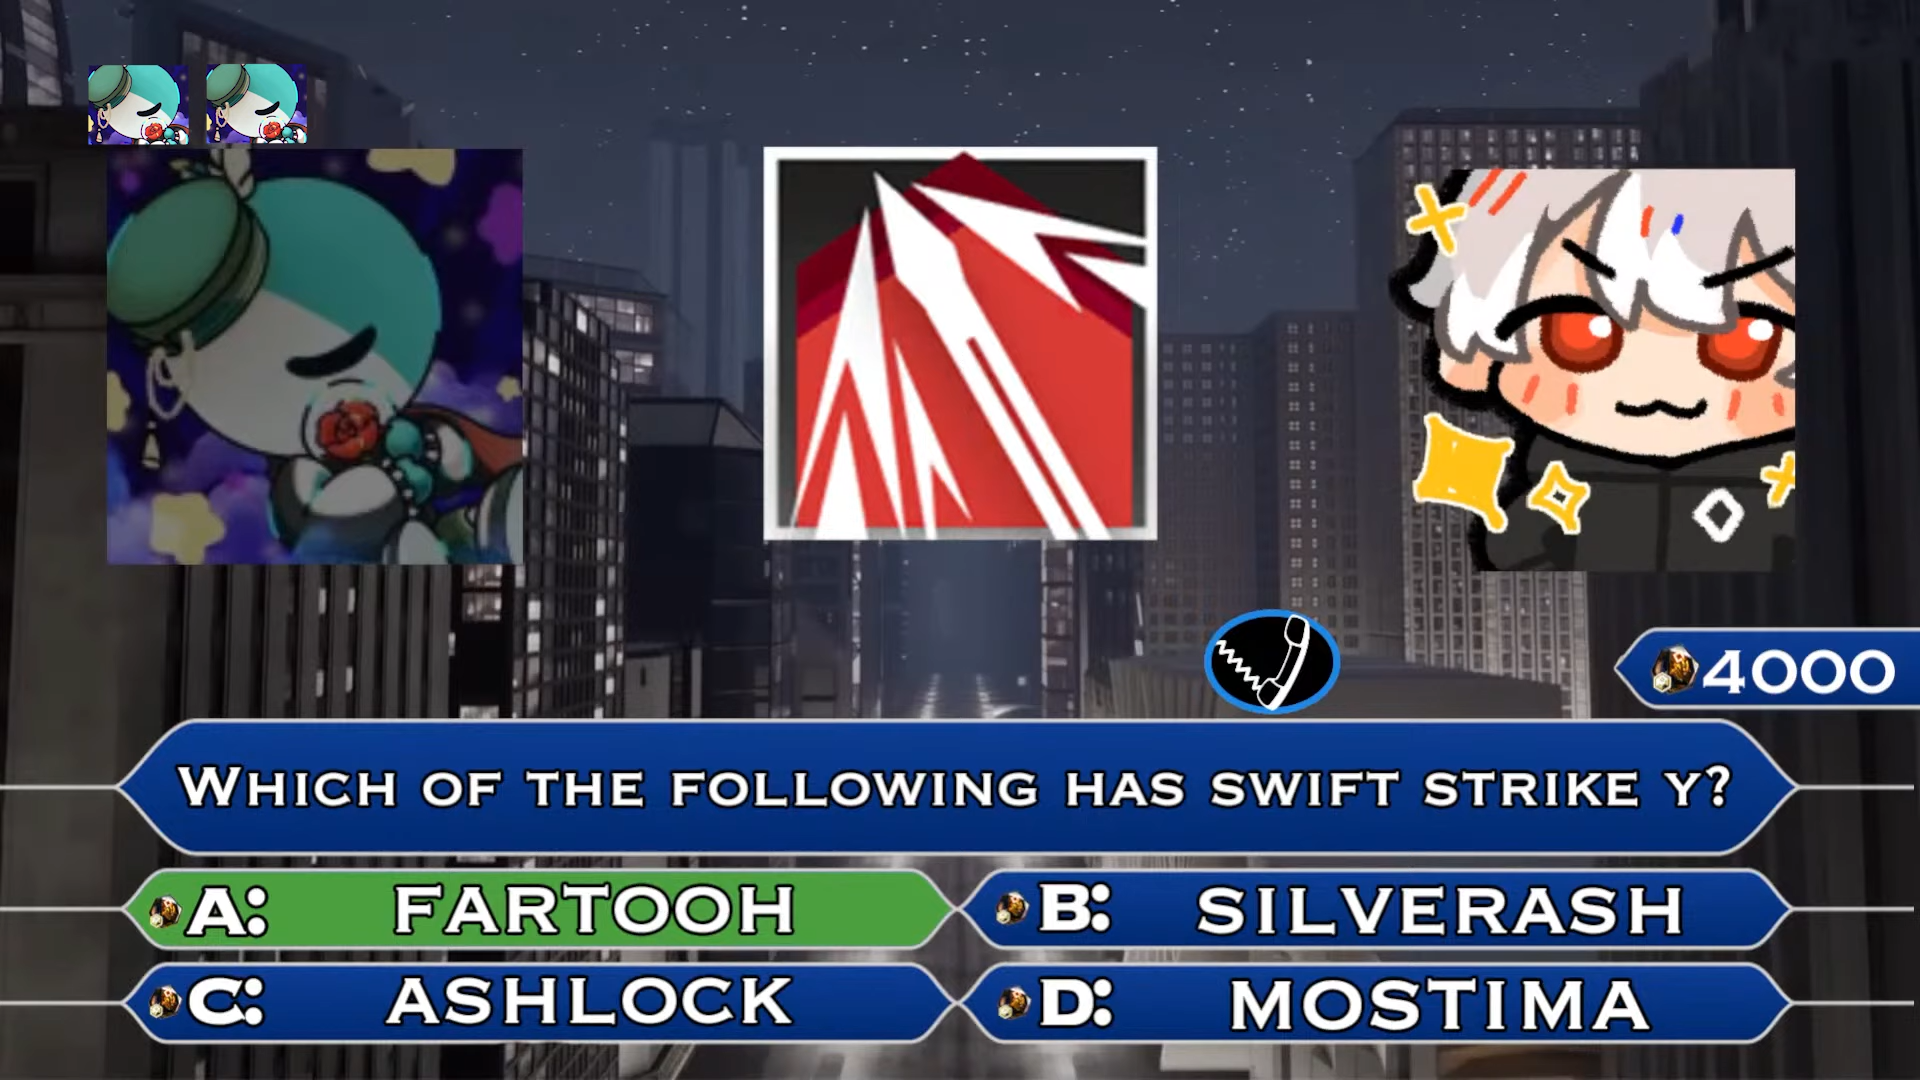 4000
WHICH OF THE FOLLOWING HAS SWIFT STRIKE Y?
A: FARTOOH
B: SILVERASH
C: ASHLOCK
D: MOSTIMA